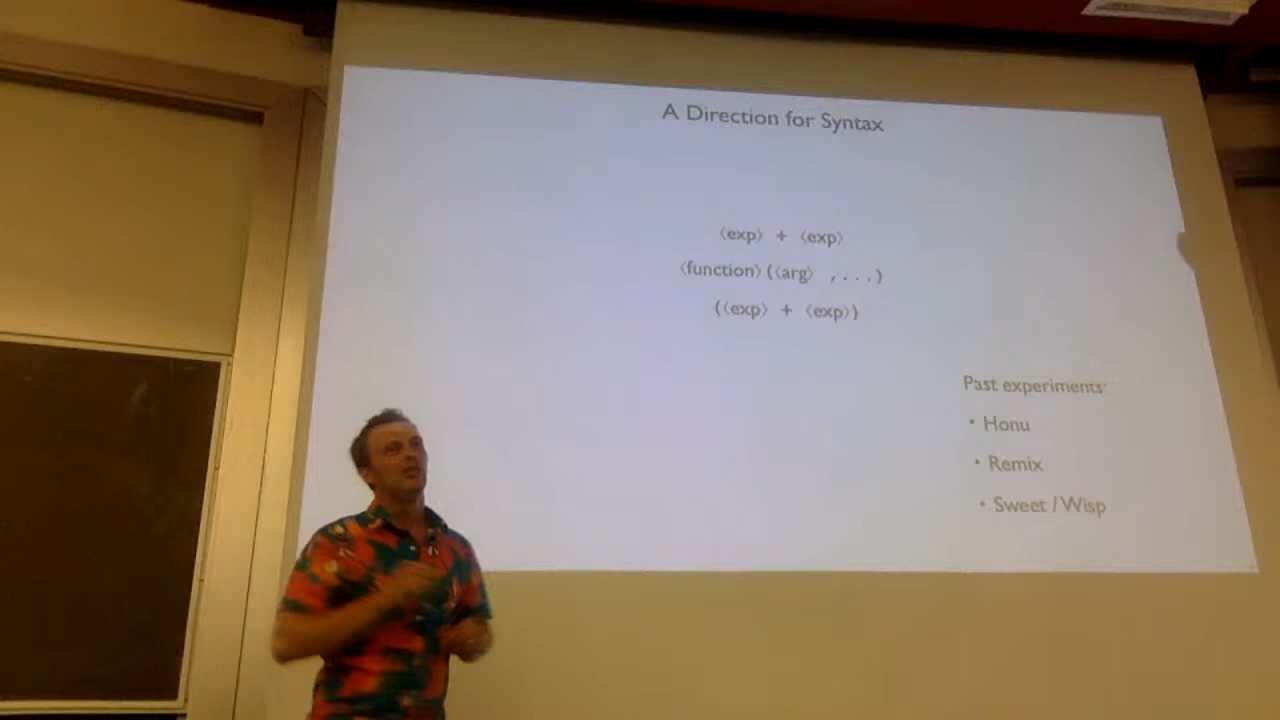 A Direction for Syntax
⟨exp⟩ + ⟨exp⟩
⟨function⟩(⟨arg⟩ ,...)
(⟨exp⟩ + ⟨exp⟩)
Past experiments:
• Honu
• Remix
• Sweet / Wisp